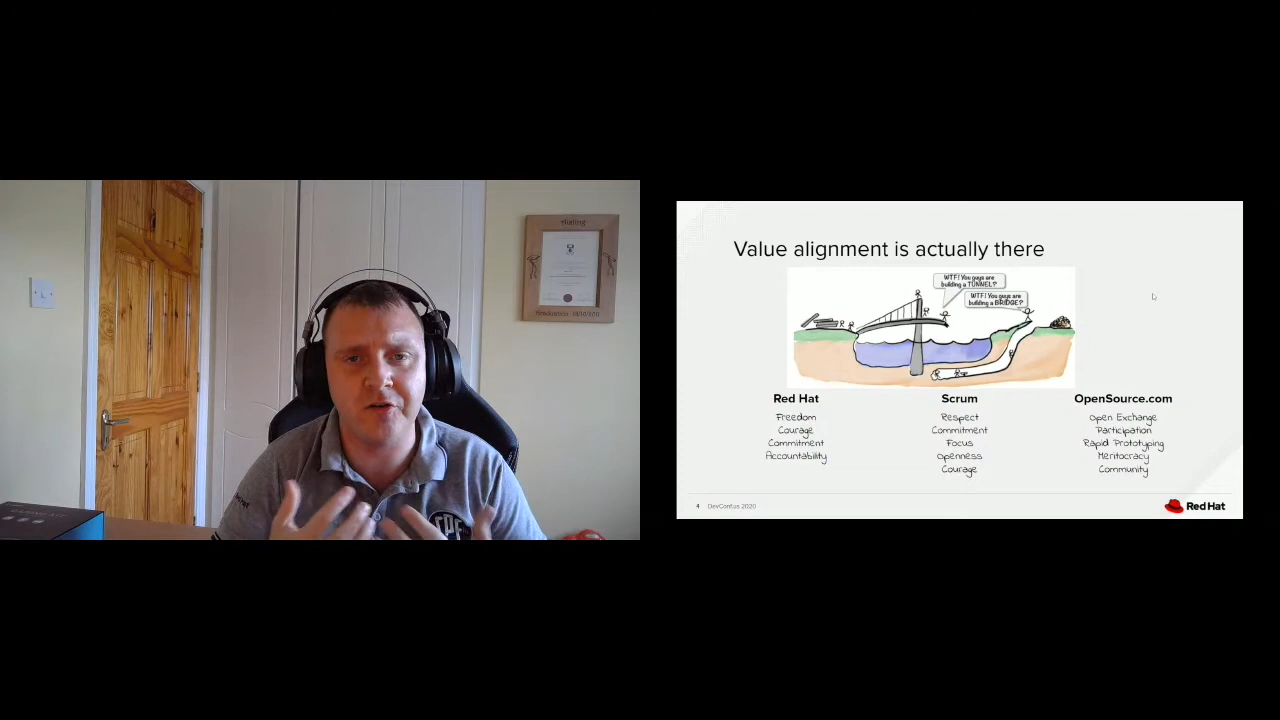 Value alignment is actually there
WTF! You guys are
building a TUNNEL?
WTF! You guys are
building a BRIDGE?
Red Hat
Freedom
Courage
Commitment
Accountability
Scrum
Respect
Commitment
Focus
Openness
Courage
OpenSource.com
Open Exchange
Participation
Rapid Prototyping
Meritocracy
Community
4 DevConf.us 2020
Red Hat